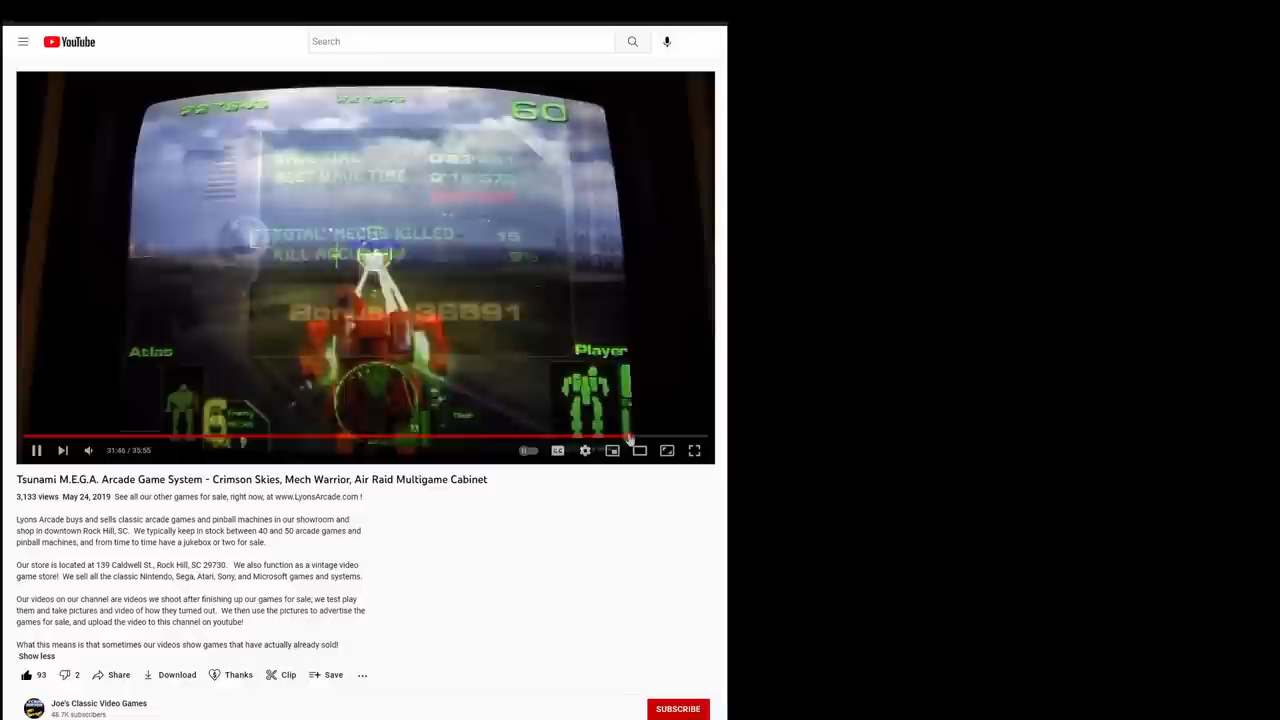 YouTube
Search
60
TOTAL MECHS KILLED 15
Atlas
Player
31:46 / 35:55
Tsunami M.E.G.A. Arcade Game System - Crimson Skies, Mech Warrior, Air Raid Multigame Cabinet
3,133 views May 24, 2019 See all our other games for sale, right now, at www.LyonsArcade.com !
Lyons Arcade buys and sells classic arcade games and pinball machines in our showroom and
shop in downtown Rock Hill, SC. We typically keep in stock between 40 and 50 arcade games and
pinball machines, and from time to time have a jukebox or two for sale.
Our store is located at 139 Caldwell St., Rock Hill, SC 29730. We also function as a vintage video
game store! We sell all the classic Nintendo, Sega, Atari, Sony, and Microsoft games and systems.
Our videos on our channel are videos we shoot after finishing up our games for sale; we test play
them and take pictures and video of how they turned out. We then use the pictures to advertise the
games for sale, and upload the video to this channel on youtube!
What this means is that sometimes our videos show games that have actually already sold!
Show less
93 2 Share Download Thanks Clip Save
Joe's Classic Video Games
48.7K subscribers
SUBSCRIBE